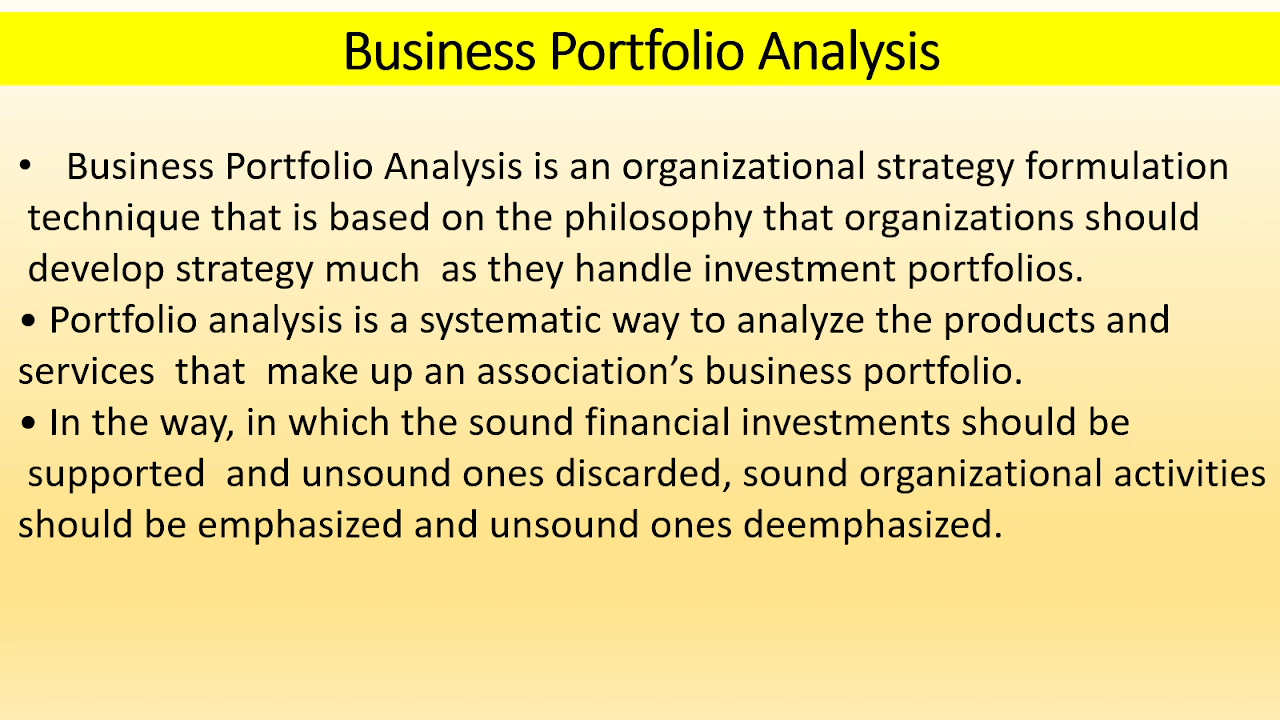 Business Portfolio Analysis
• Business Portfolio Analysis is an organizational strategy formulation
technique that is based on the philosophy that organizations should
develop strategy much  as they handle investment portfolios.
• Portfolio analysis is a systematic way to analyze the products and
services  that  make up an association’s business portfolio.
• In the way, in which the sound financial investments should be
supported  and unsound ones discarded, sound organizational activities
should be emphasized and unsound ones deemphasized.